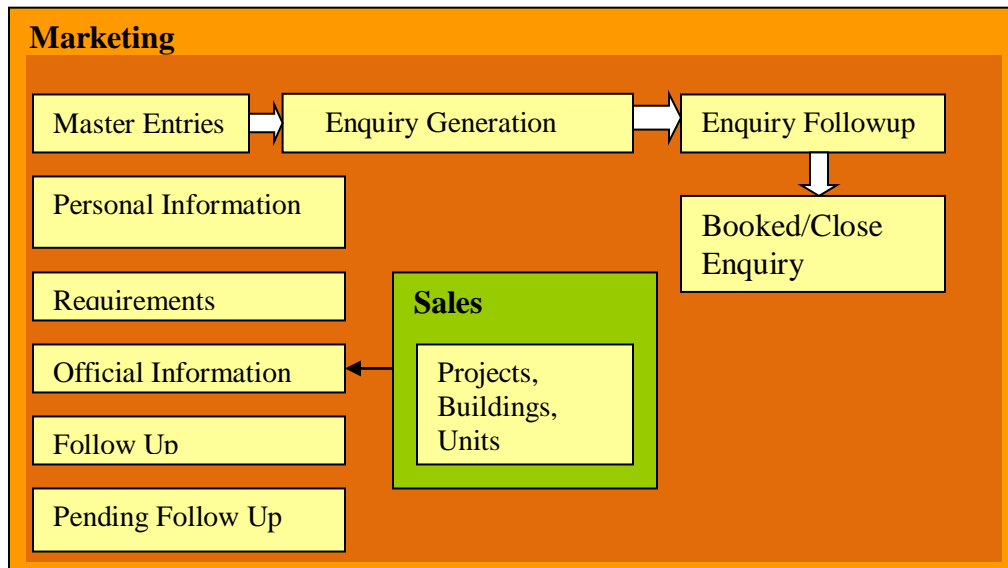 Marketing
Master Entries
Enquiry Generation
Enquiry Followup
Personal Information
Booked/Close
Enquiry
Requirements
Sales
Official Information
Projects,
Buildings,
Units
Follow Up
Pending Follow Up